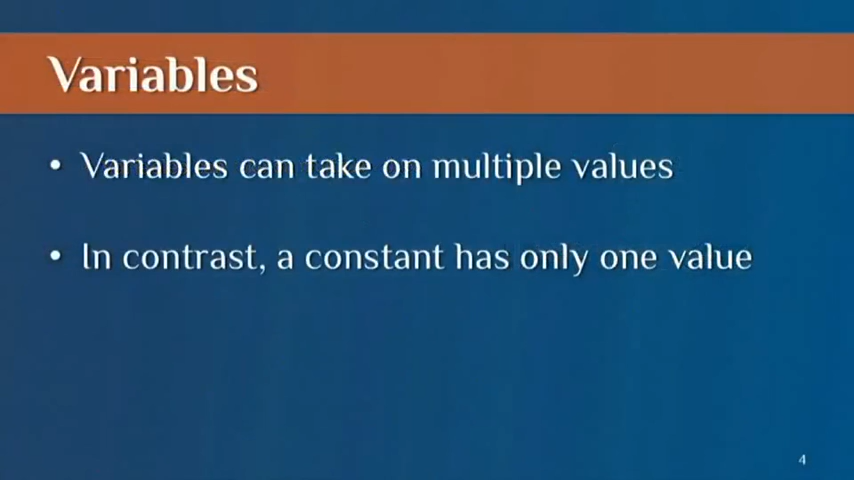 Variables
• Variables can take on multiple values
• In contrast, a constant has only one value
4